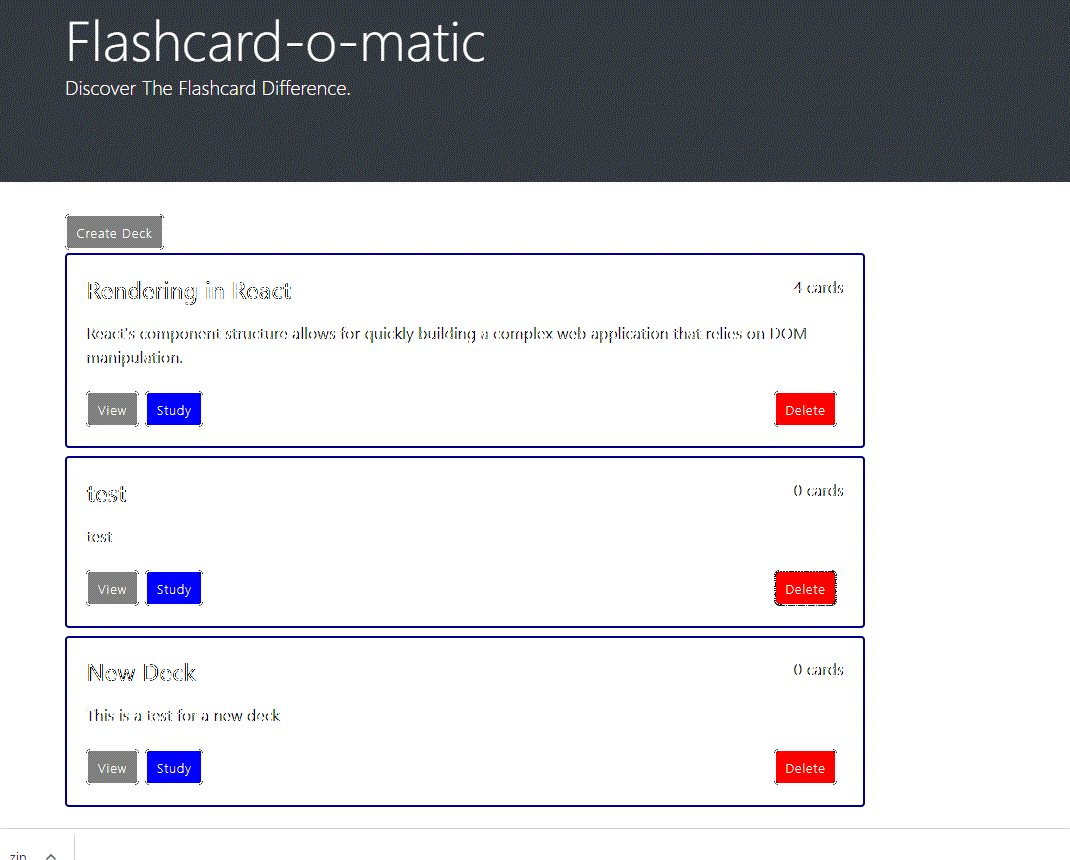 Flashcard-o-matic
Discover The Flashcard Difference.
Create Deck
Rendering in React
4 cards
React's component structure allows for quickly building a complex web application that relies on DOM
manipulation.
View
Study
Delete
test
0 cards
test
View
Study
Delete
New Deck
0 cards
This is a test for a new deck
View
Study
Delete
zip